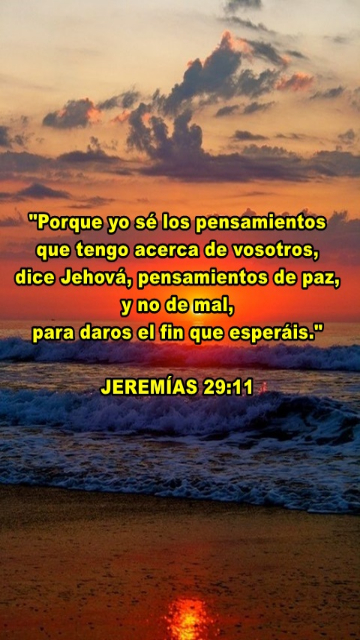 "Porque yo sé los pensamientos
que tengo acerca de vosotros,
dice Jehová, pensamientos de paz,
y no de mal,
para daros el fin que esperáis."
JEREMÍAS 29:11